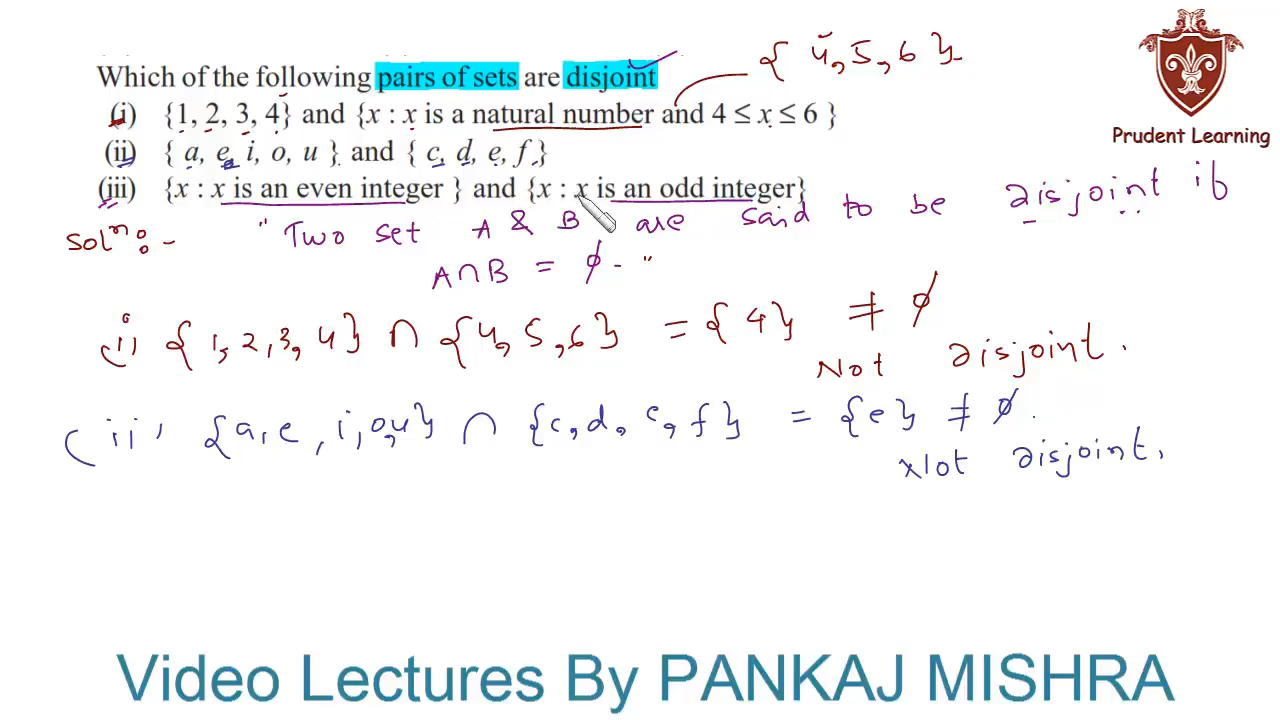 { 4, 5, 6 }
Prudent Learning
Which of the following pairs of sets are disjoint
(i) {1, 2, 3, 4} and {x : x is a natural number and 4 ≤ x ≤ 6 }
(ii) { a, e, i, o, u } and { c, d, e, f }
(iii) {x : x is an even integer } and {x : x is an odd integer}
Solⁿ:- " Two set A & B are said to be disjoint if
A∩B = ϕ - "
(i) { 1, 2, 3, 4 } ∩ { 4, 5, 6 } = { 4 } ≠ ϕ
Not disjoint.
(ii) { a, e, i, o, u } ∩ { c, d, e, f } = { e } ≠ ϕ.
Not disjoint.
Video Lectures By PANKAJ MISHRA